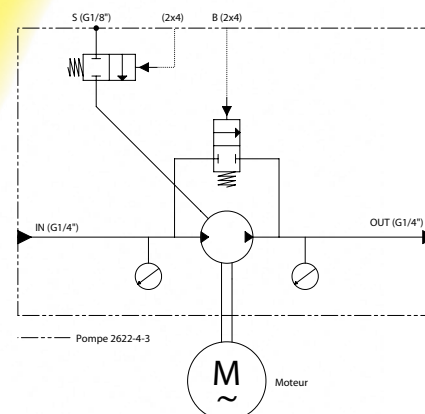 S (G1/8") (2x4) B (2x4)
IN (G1/4") OUT (G1/4")
Pompe 2622-4-3
M
~
Moteur